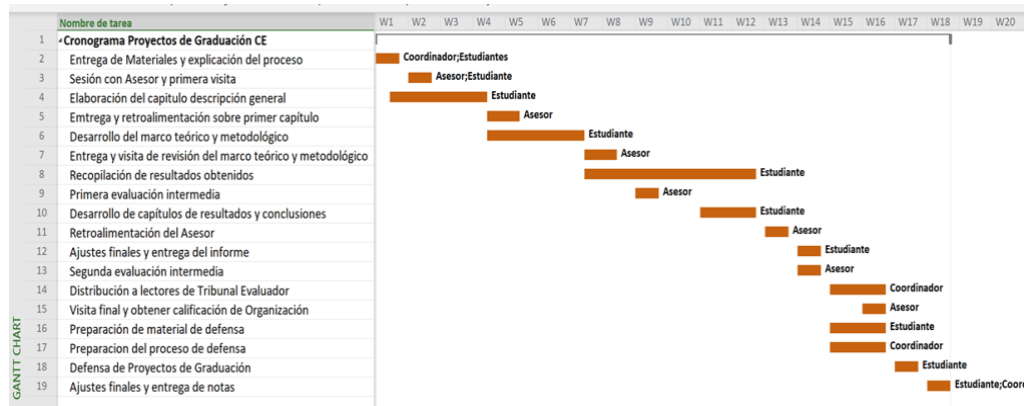 Nombre de tarea W1 W2 W3 W4 W5 W6 W7 W8 W9 W10 W11 W12 W13 W14 W15 W16 W17 W18 W19 W20
1 Cronograma Proyectos de Graduación CE
2 Entrega de Materiales y explicación del proceso Coordinador;Estudiantes
3 Sesión con Asesor y primera visita Asesor;Estudiante
4 Elaboración del capitulo descripción general Estudiante
5 Emtrega y retroalimentación sobre primer capítulo Asesor
6 Desarrollo del marco teórico y metodológico Estudiante
7 Entrega y visita de revisión del marco teórico y metodológico Asesor
8 Recopilación de resultados obtenidos Estudiante
9 Primera evaluación intermedia Asesor
10 Desarrollo de capítulos de resultados y conclusiones Estudiante
11 Retroalimentación del Asesor Asesor
12 Ajustes finales y entrega del informe Estudiante
13 Segunda evaluación intermedia Asesor
14 Distribución a lectores de Tribunal Evaluador Coordinador
15 Visita final y obtener calificación de Organización Asesor
16 Preparación de material de defensa Estudiante
17 Preparacion del proceso de defensa Coordinador
18 Defensa de Proyectos de Graduación Estudiante
19 Ajustes finales y entrega de notas Estudiante;Coor
GANTT CHART